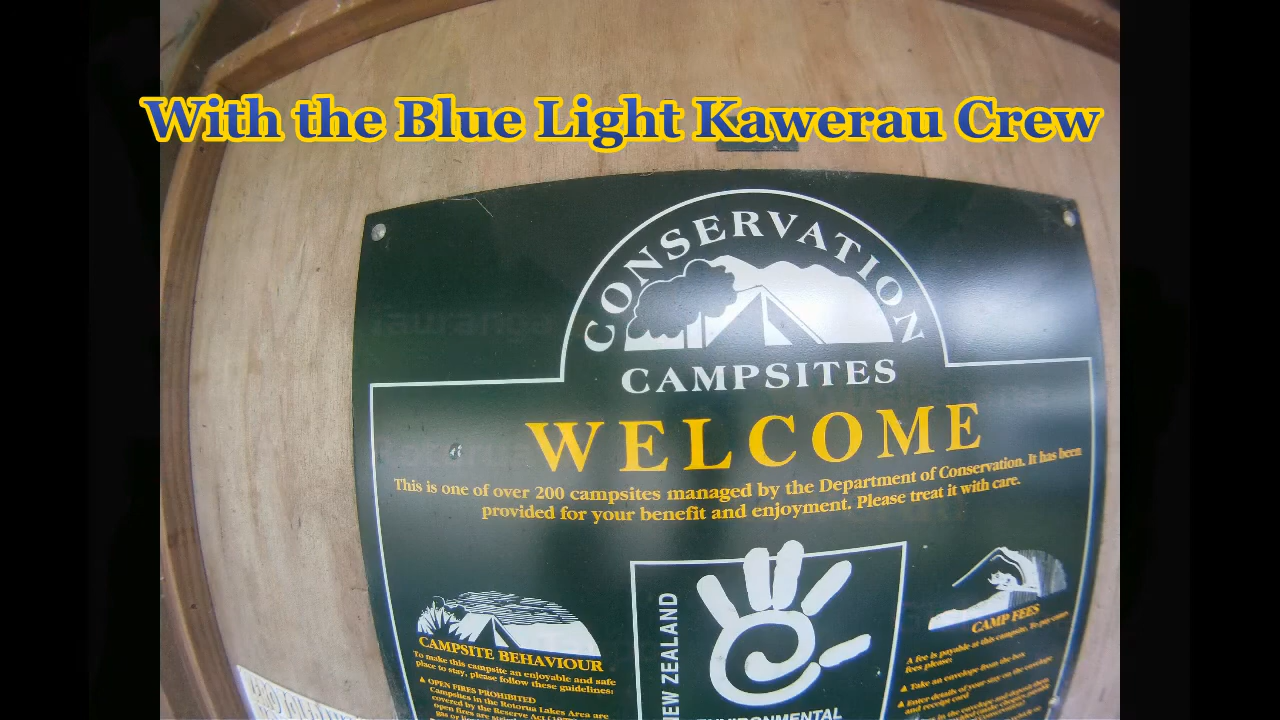 With the Blue Light Kawerau Crew
CONSERVATION
CAMPSITES
WELCOME
This is one of over 200 campsites managed by the Department of Conservation. It has been
provided for your benefit and enjoyment. Please treat it with care.
CAMPSITE BEHAVIOUR
To make this campsite an enjoyable and safe
place to stay, please follow these guidelines:
▲ OPEN FIRES PROHIBITED
Campsites in the Rotorua Lakes Area are
covered by the Reserve Act
open fires are
NEW ZEALAND
ENVIRONMENTAL
CAMP FEES
A fee is payable at this campsite. To pay
fees please:
▲ Take an envelope from the box
▲ Enter details of your stay on the envelope
and receipt card